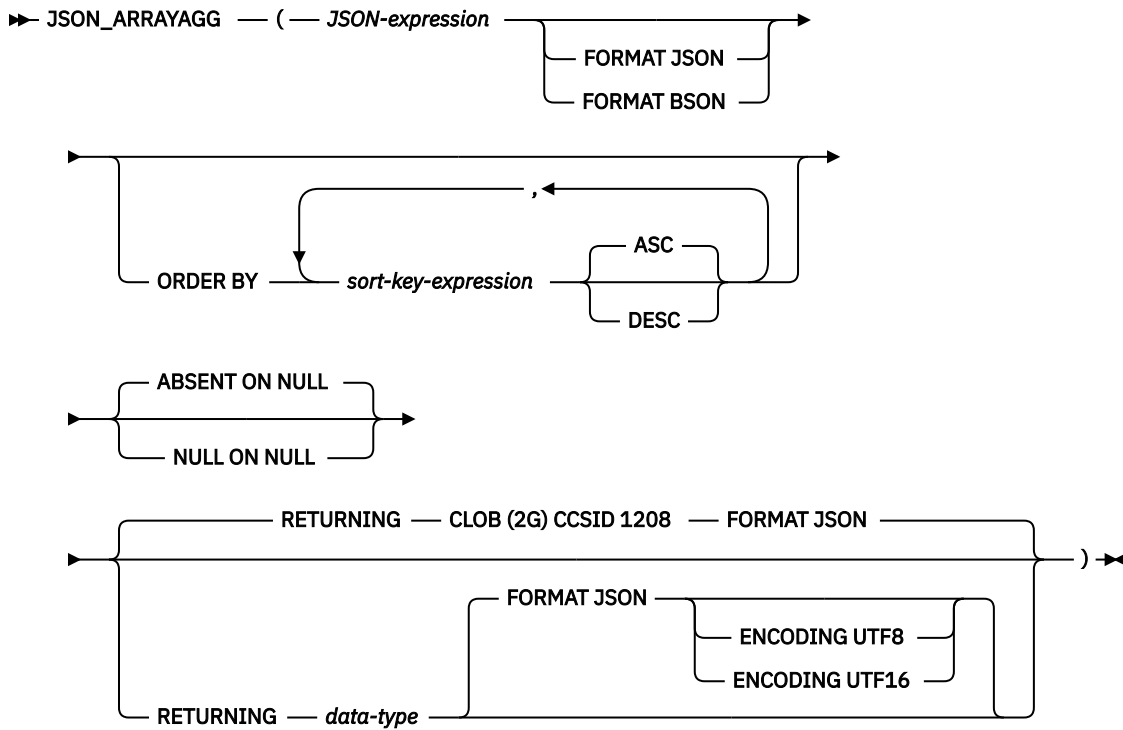 JSON_ARRAYAGG ( JSON-expression
FORMAT JSON
FORMAT BSON
,
ASC
ORDER BY sort-key-expression
DESC
ABSENT ON NULL
NULL ON NULL
RETURNING CLOB (2G) CCSID 1208 FORMAT JSON
)
FORMAT JSON
ENCODING UTF8
ENCODING UTF16
RETURNING data-type